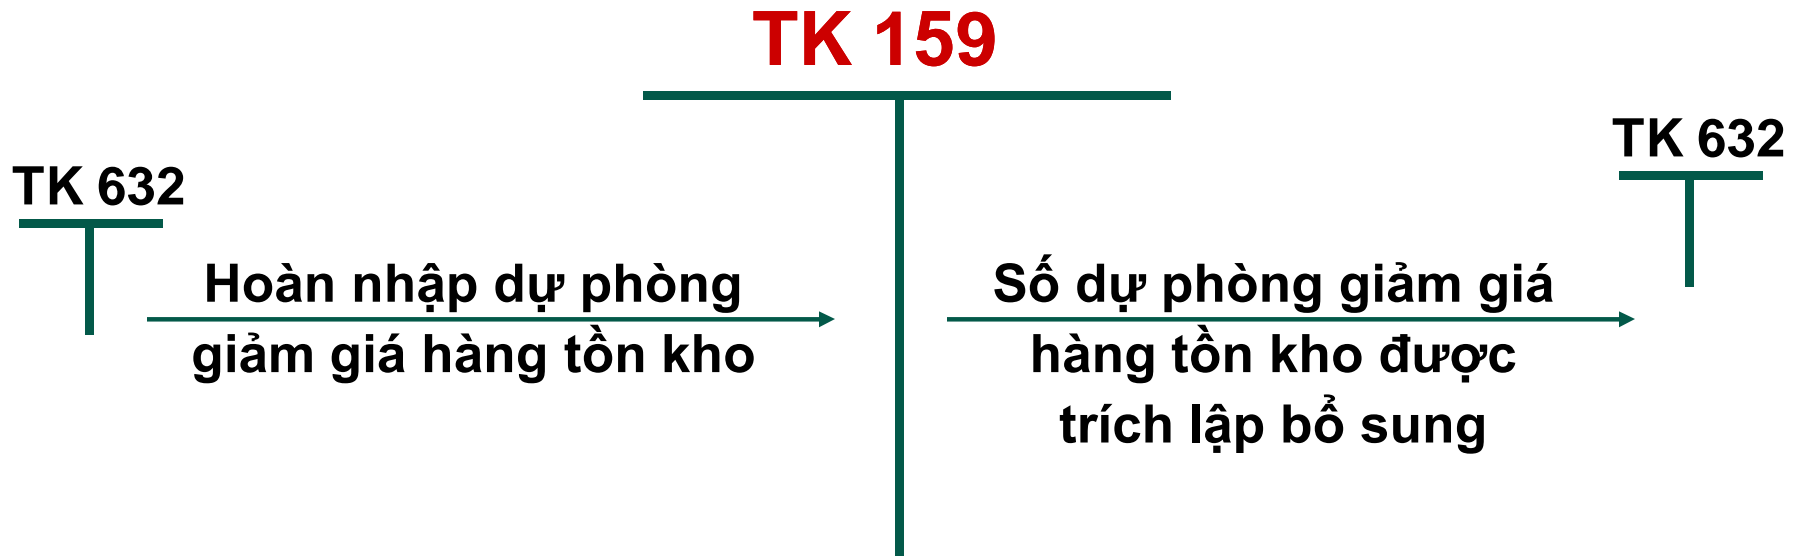 TK 159
TK 632
TK 632
Hoàn nhập dự phòng
giảm giá hàng tồn kho
Số dự phòng giảm giá
hàng tồn kho được
trích lập bổ sung